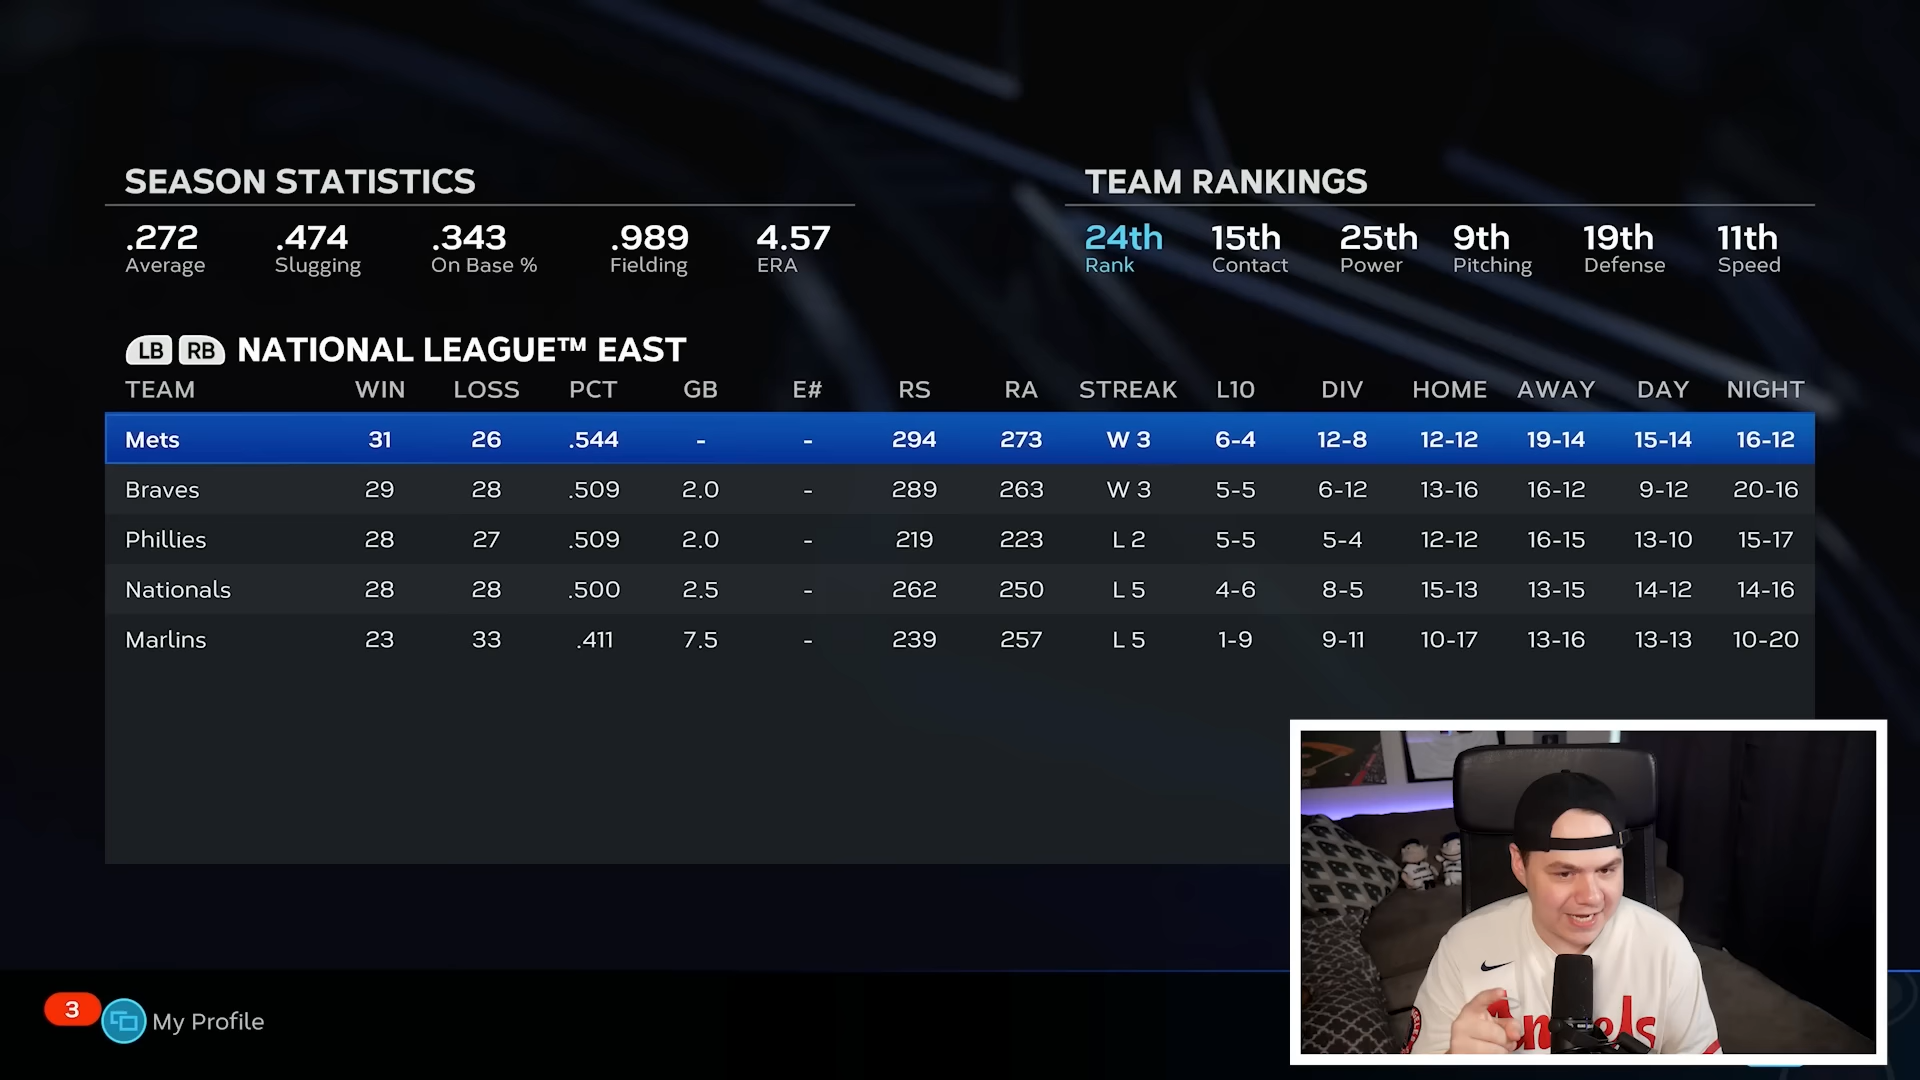 SEASON STATISTICS
.272 .474 .343 .989 4.57
Average Slugging On Base % Fielding ERA
TEAM RANKINGS
24th 15th 25th 9th 19th 11th
Rank Contact Power Pitching Defense Speed
LB RB NATIONAL LEAGUE™ EAST
TEAM WIN LOSS PCT GB E# RS RA STREAK L10 DIV HOME AWAY DAY NIGHT
Mets 31 26 .544 - - 294 273 W 3 6-4 12-8 12-12 19-14 15-14 16-12
Braves 29 28 .509 2.0 - 289 263 W 3 5-5 6-12 13-16 16-12 9-12 20-16
Phillies 28 27 .509 2.0 - 219 223 L 2 5-5 5-4 12-12 16-15 13-10 15-17
Nationals 28 28 .500 2.5 - 262 250 L 5 4-6 8-5 15-13 13-15 14-12 14-16
Marlins 23 33 .411 7.5 - 239 257 L 5 1-9 9-11 10-17 13-16 13-13 10-20
Angels
3 My Profile